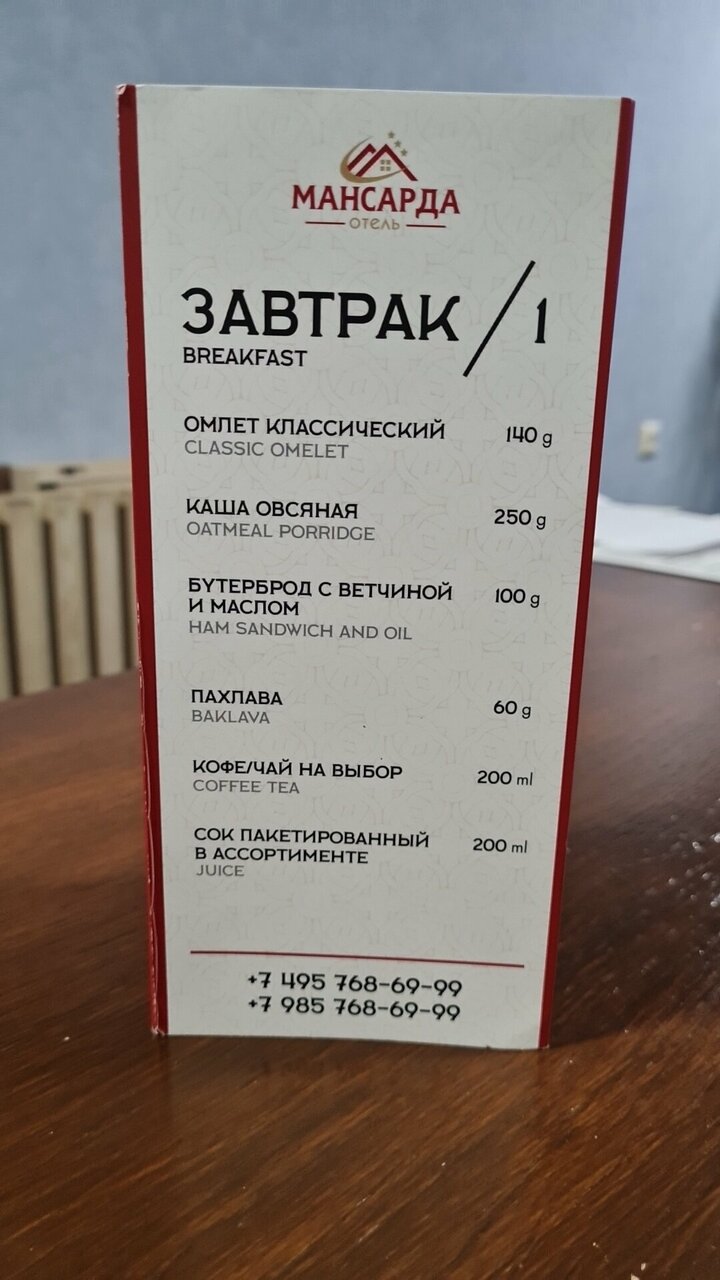 МАНСАРДА
ОТЕЛЬ
ЗАВТРАК / 1
BREAKFAST
ОМЛЕТ КЛАССИЧЕСКИЙ 140 g
CLASSIC OMELET
КАША ОВСЯНАЯ 250 g
OATMEAL PORRIDGE
БУТЕРБРОД С ВЕТЧИНОЙ 100 g
И МАСЛОМ
HAM SANDWICH AND OIL
ПАХЛАВА 60 g
BAKLAVA
КОФЕ/ЧАЙ НА ВЫБОР 200 ml
COFFEE TEA
СОК ПАКЕТИРОВАННЫЙ 200 ml
В АССОРТИМЕНТЕ
JUICE
+7 495 768-69-99
+7 985 768-69-99